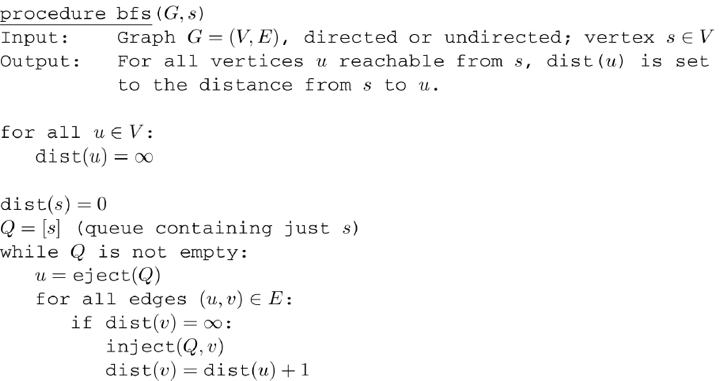 procedure bfs(G, s)
Input: Graph G = (V, E), directed or undirected; vertex s ∈ V
Output: For all vertices u reachable from s, dist(u) is set
to the distance from s to u.
for all u ∈ V:
dist(u) = ∞
dist(s) = 0
Q = [s] (queue containing just s)
while Q is not empty:
u = eject(Q)
for all edges (u, v) ∈ E:
if dist(v) = ∞:
inject(Q, v)
dist(v) = dist(u) + 1